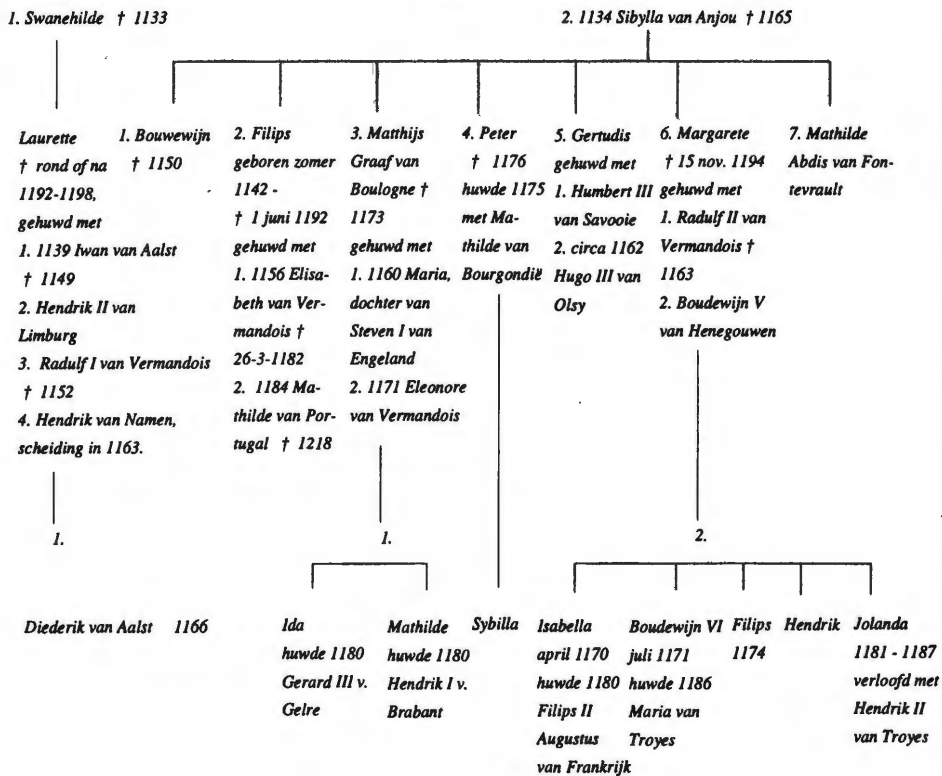 1. Swanehilde † 1133
2. 1134 Sibylla van Anjou † 1165
Laurette
† rond of na
1192-1198,
gehuwd met
1. 1139 Iwan van Aalst
† 1149
2. Hendrik II van
Limburg
3. Radulf I van Vermandois
† 1152
4. Hendrik van Namen,
scheiding in 1163.
1. Bouwewijn
† 1150
2. Filips
geboren zomer
1142 -
† 1 juni 1192
gehuwd met
1. 1156 Elisa-
beth van Ver-
mandois †
26-3-1182
2. 1184 Ma-
thilde van Por-
tugal † 1218
3. Matthijs
Graaf van
Boulogne †
1173
gehuwd met
1. 1160 Maria,
dochter van
Steven I van
Engeland
2. 1171 Eleonore
van Vermandois
4. Peter
† 1176
huwde 1175
met Ma-
thilde van
Bourgondië
5. Gertudis
gehuwd met
1. Humbert III
van Savooie
2. circa 1162
Hugo III van
Olsy
6. Margarete
† 15 nov. 1194
gehuwd met
1. Radulf II van
Vermandois †
1163
2. Boudewijn V
van Henegouwen
7. Mathilde
Abdis van Fon-
tevrault
1.
1.
2.
Diederik van Aalst 1166
Ida
huwde 1180
Gerard III v.
Gelre
Mathilde
huwde 1180
Hendrik I v.
Brabant
Sybilla
Isabella
april 1170
huwde 1180
Filips II
Augustus
van Frankrijk
Boudewijn VI
juli 1171
huwde 1186
Maria van
Troyes
Filips
1174
Hendrik
Jolanda
1181 - 1187
verloofd met
Hendrik II
van Troyes